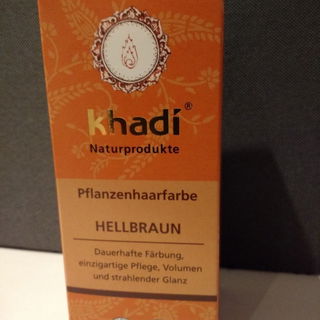 khadi®
Naturprodukte
Pflanzenhaarfarbe
HELLBRAUN
Dauerhafte Färbung,
einzigartige Pflege, Volumen
und strahlender Glanz